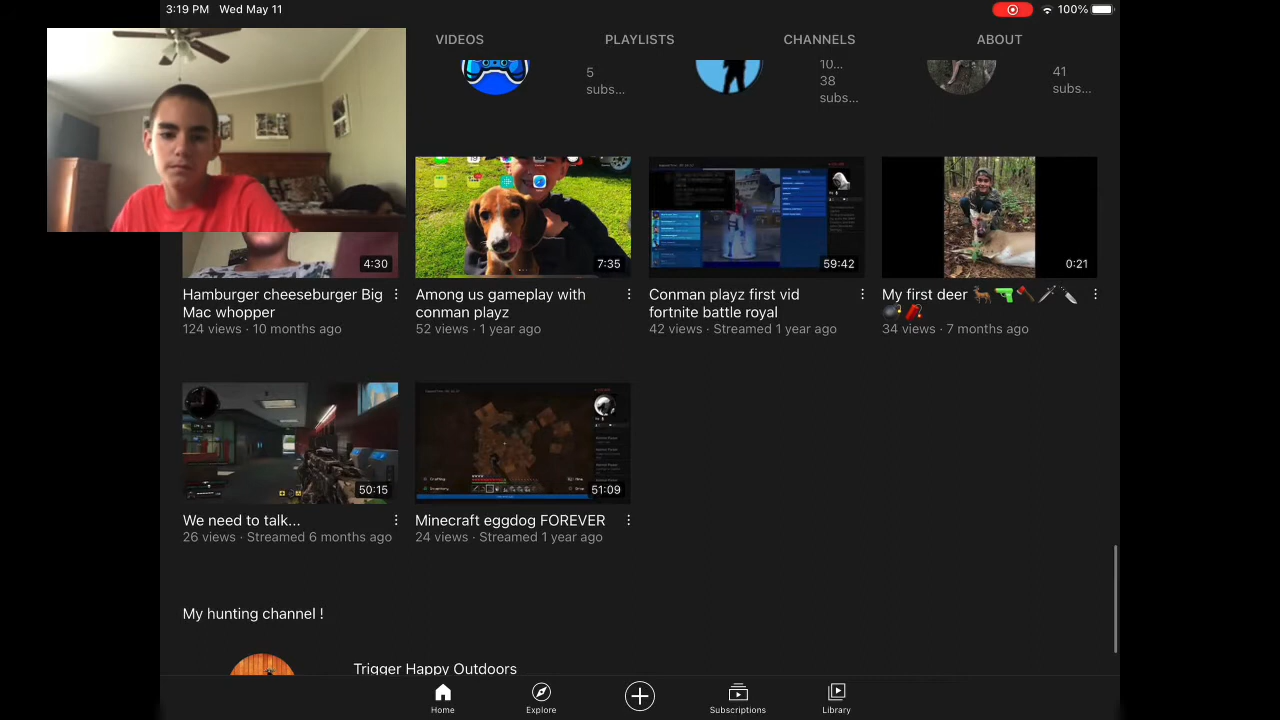 3:19 PM Wed May 11
100%
VIDEOS PLAYLISTS CHANNELS ABOUT
5
subs...
10...
38
subs...
41
subs...
4:30
7:35
59:42
0:21
Hamburger cheeseburger Big
Mac whopper
124 views · 10 months ago
Among us gameplay with
conman playz
52 views · 1 year ago
Conman playz first vid
fortnite battle royal
42 views · Streamed 1 year ago
My first deer 🦌🔫🪓🗡🔪
💣🧨
34 views · 7 months ago
50:15
51:09
We need to talk...
26 views · Streamed 6 months ago
Minecraft eggdog FOREVER
24 views · Streamed 1 year ago
My hunting channel !
Trigger Happy Outdoors
Home Explore Subscriptions Library